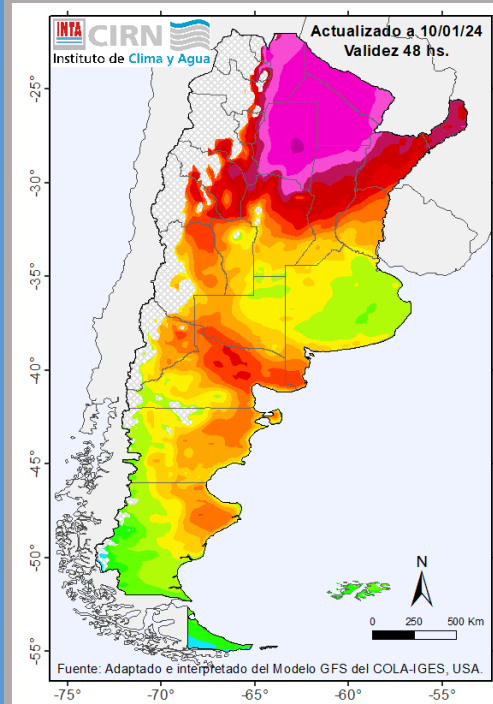 INTA CIRN
Instituto de Clima y Agua
Actualizado a 10/01/24
Validez 48 hs.
-25°
-30°
-35°
-40°
-45°
-50°
-55°
N
0 250 500 Km
Fuente: Adaptado e interpretado del Modelo GFS del COLA-IGES, USA.
-75° -70° -65° -60° -55°